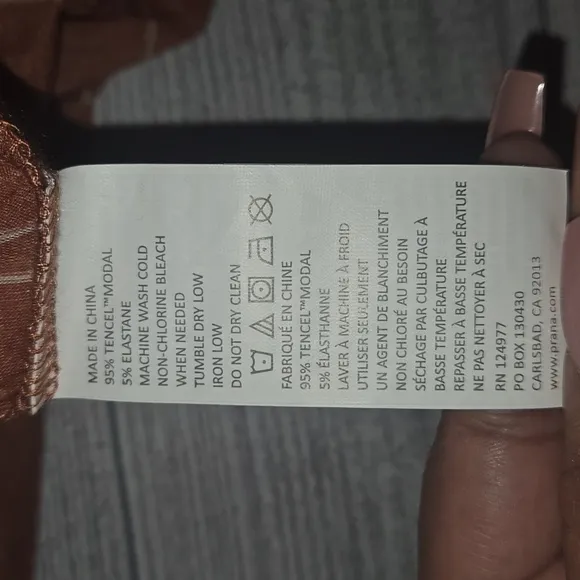 MADE IN CHINA
95% TENCEL™MODAL
5% ELASTANE
MACHINE WASH COLD
NON-CHLORINE BLEACH
WHEN NEEDED
TUMBLE DRY LOW
IRON LOW
DO NOT DRY CLEAN
FABRIQUÉ EN CHINE
95% TENCEL™MODAL
5% ÉLASTHANNE
LAVER À MACHINE À FROID
UTILISER SEULEMENT
UN AGENT DE BLANCHIMENT
NON CHLORÉ AU BESOIN
SÉCHAGE PAR CULBUTAGE À
BASSE TEMPÉRATURE
REPASSER À BASSE TEMPÉRATURE
NE PAS NETTOYER À SEC
RN 124977
PO BOX 130430
CARLSBAD, CA 92013
www.prana.com